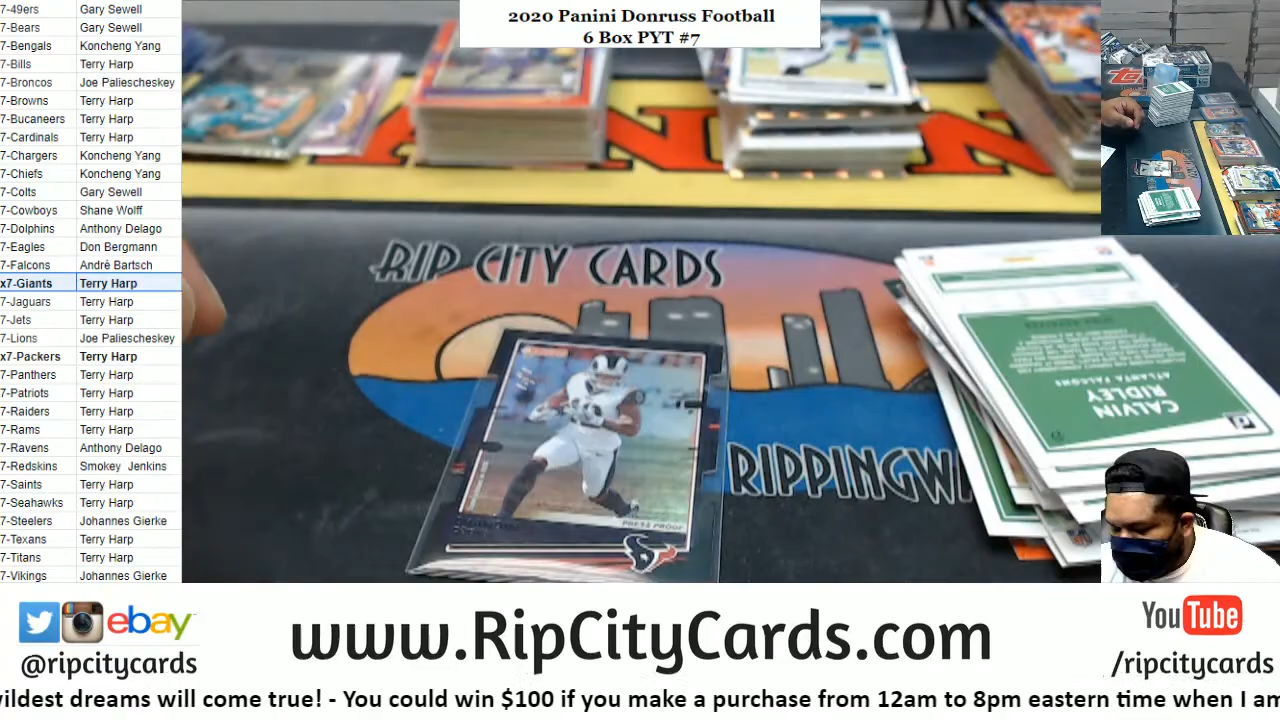 2020 Panini Donruss Football
6 Box PYT #7
7-49ers Gary Sewell
7-Bears Gary Sewell
7-Bengals Koncheng Yang
7-Bills Terry Harp
7-Broncos Joe Paliescheskey
7-Browns Terry Harp
7-Bucaneers Terry Harp
7-Cardinals Terry Harp
7-Chargers Koncheng Yang
7-Chiefs Koncheng Yang
7-Colts Gary Sewell
7-Cowboys Shane Wolff
7-Dolphins Anthony Delago
7-Eagles Don Bergmann
7-Falcons Andrè Bartsch
x7-Giants Terry Harp
7-Jaguars Terry Harp
7-Jets Terry Harp
7-Lions Joe Paliescheskey
x7-Packers Terry Harp
7-Panthers Terry Harp
7-Patriots Terry Harp
7-Raiders Terry Harp
7-Rams Terry Harp
7-Ravens Anthony Delago
7-Redskins Smokey Jenkins
7-Saints Terry Harp
7-Seahawks Terry Harp
7-Steelers Johannes Gierke
7-Texans Terry Harp
7-Titans Terry Harp
7-Vikings Johannes Gierke
RIP CITY CARDS
RIPPINGW
PRESS PROOF
CALVIN
RIDLEY
ATLANTA FALCONS
ebay
@ripcitycards
www.RipCityCards.com
YouTube
/ripcitycards
wildest dreams will come true! - You could win $100 if you make a purchase from 12am to 8pm eastern time when I am